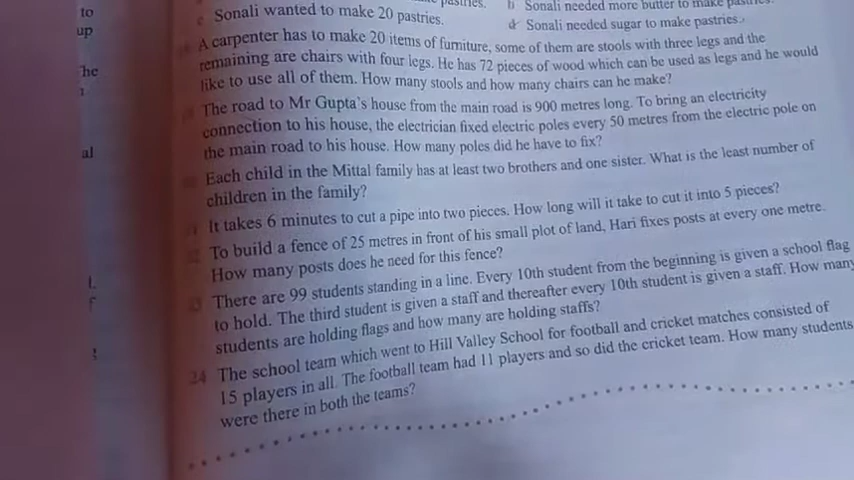 to
up
he
al
pastries.
b Sonali needed more butter to make pastries.
c Sonali wanted to make 20 pastries.
d Sonali needed sugar to make pastries.
A carpenter has to make 20 items of furniture, some of them are stools with three legs and the
remaining are chairs with four legs. He has 72 pieces of wood which can be used as legs and he would
like to use all of them. How many stools and how many chairs can he make?
The road to Mr Gupta's house from the main road is 900 metres long. To bring an electricity
connection to his house, the electrician fixed electric poles every 50 metres from the electric pole on
the main road to his house. How many poles did he have to fix?
Each child in the Mittal family has at least two brothers and one sister. What is the least number of
children in the family?
It takes 6 minutes to cut a pipe into two pieces. How long will it take to cut it into 5 pieces?
To build a fence of 25 metres in front of his small plot of land, Hari fixes posts at every one metre.
How many posts does he need for this fence?
There are 99 students standing in a line. Every 10th student from the beginning is given a school flag
to hold. The third student is given a staff and thereafter every 10th student is given a staff. How many
students are holding flags and how many are holding staffs?
24 The school team which went to Hill Valley School for football and cricket matches consisted of
15 players in all. The football team had 11 players and so did the cricket team. How many students
were there in both the teams?